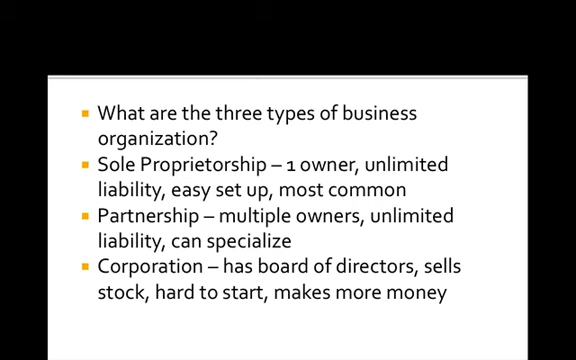 What are the three types of business
organization?
Sole Proprietorship – 1 owner, unlimited
liability, easy set up, most common
Partnership – multiple owners, unlimited
liability, can specialize
Corporation – has board of directors, sells
stock, hard to start, makes more money